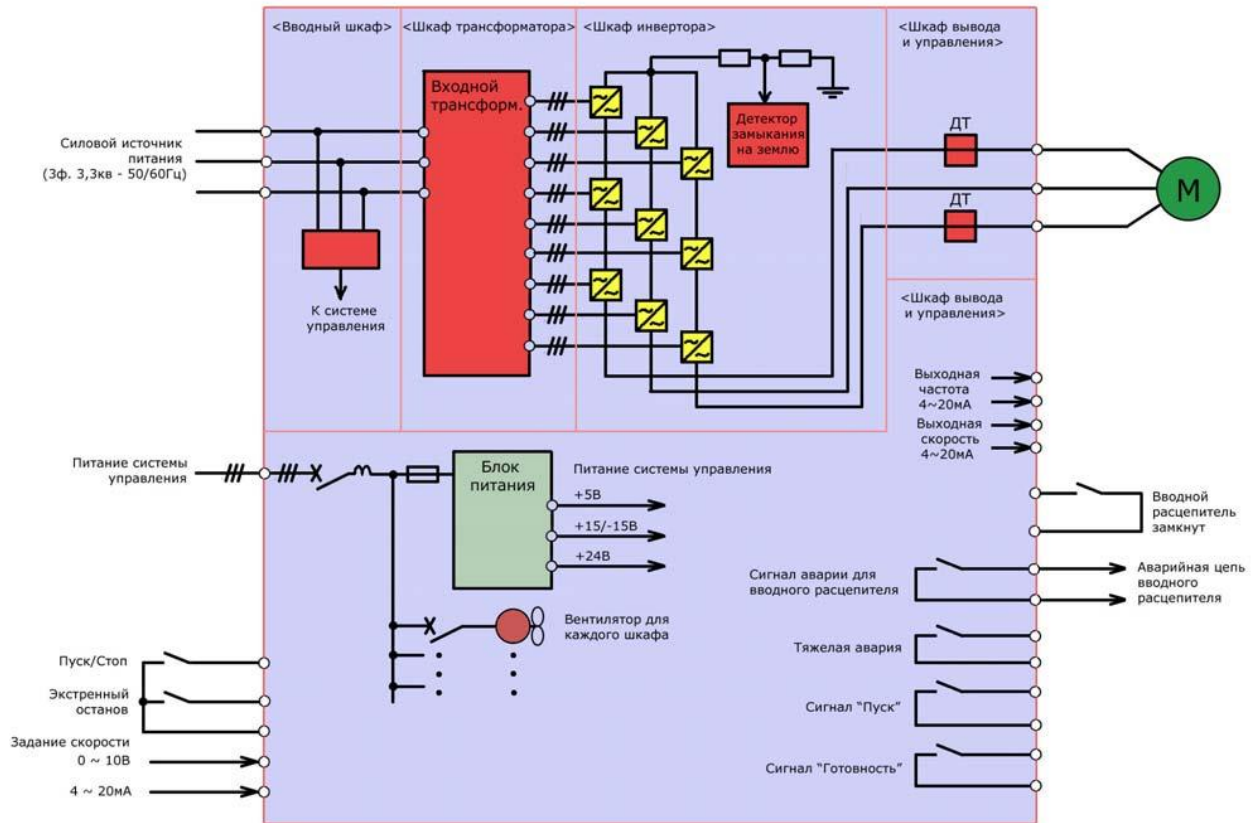 <Вводный шкаф>
<Шкаф трансформатора>
<Шкаф инвертора>
<Шкаф вывода
и управления>
Входной
трансформ.
Силовой источник
питания
(3ф. 3,3кв - 50/60Гц)
Детектор
замыкания
на землю
ДТ
ДТ
М
К системе
управления
<Шкаф вывода
и управления>
Выходная
частота
4~20мА
Выходная
скорость
4~20мА
Питание системы
управления
Блок
питания
Питание системы управления
+5В
+15/-15В
+24В
Вводной
расцепитель
замкнут
Сигнал аварии для
вводного расцепителя
Аварийная цепь
вводного
расцепителя
Вентилятор для
каждого шкафа
Тяжелая авария
Пуск/Стоп
Экстренный
останов
Сигнал "Пуск"
Задание скорости
0 ~ 10В
4 ~ 20мА
Сигнал "Готовность"